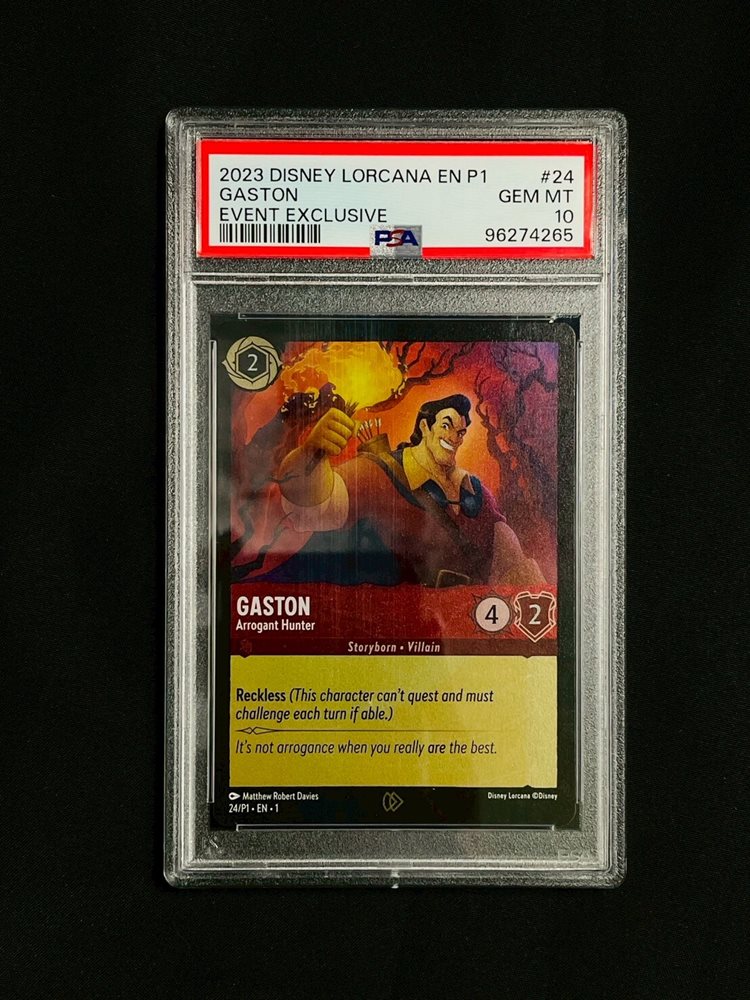 2023 DISNEY LORCANA EN P1 #24
GASTON GEM MT
EVENT EXCLUSIVE 10
PSA 96274265
2
GASTON
Arrogant Hunter
4 2
Storyborn • Villain
Reckless (This character can't quest and must
challenge each turn if able.)
It's not arrogance when you really are the best.
Matthew Robert Davies
Disney Lorcana ©Disney
24/P1 • EN • 1